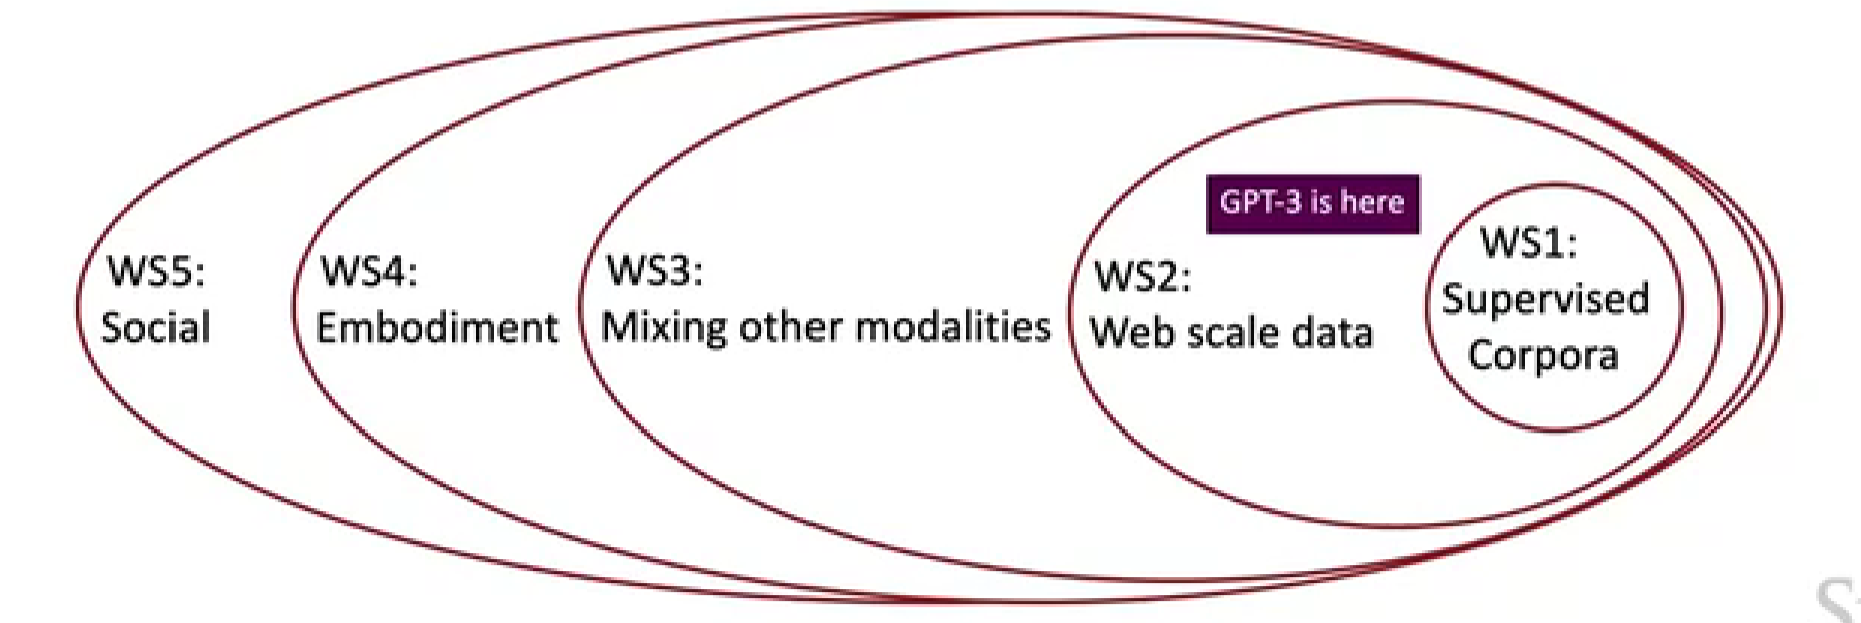 GPT-3 is here
WS5:
Social
WS4:
Embodiment
WS3:
Mixing other modalities
WS2:
Web scale data
WS1:
Supervised
Corpora